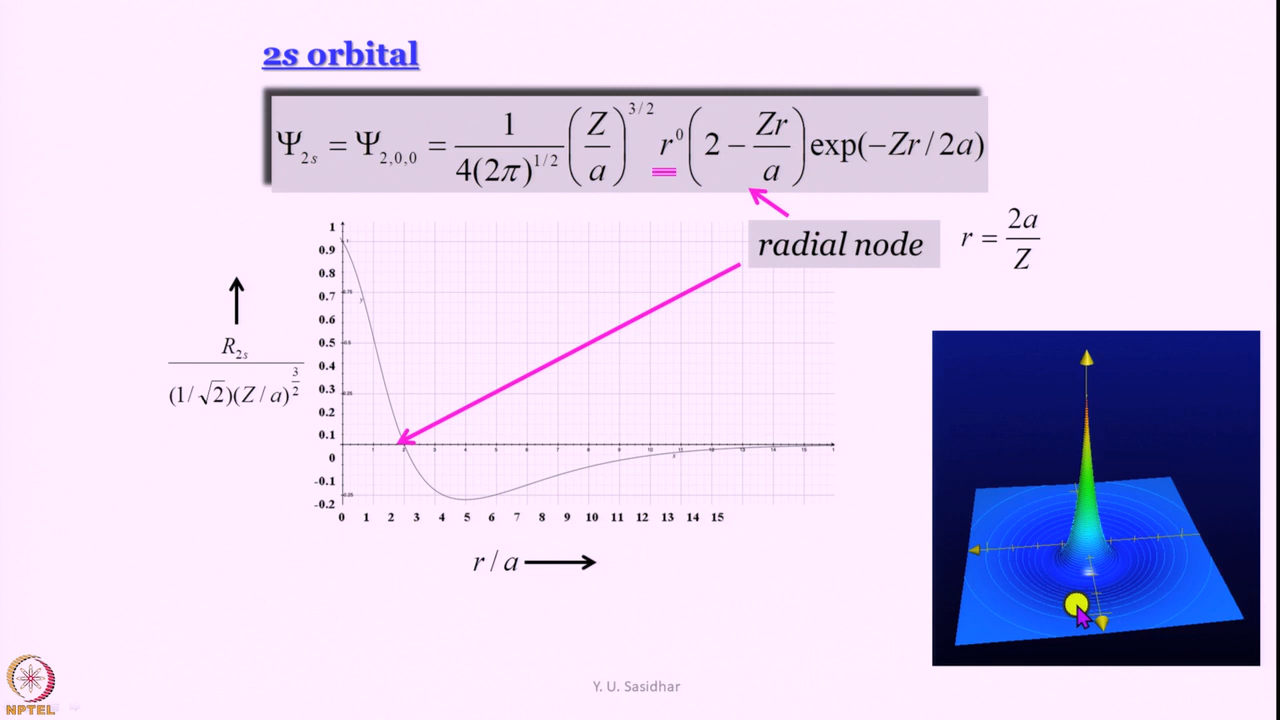 2s orbital
Ψ₂ₛ = Ψ₂,₀,₀ = 1 / 4(2π)^1/2 (Z/a)^3/2 r⁰ (2 − Zr/a) exp(−Zr / 2a)
radial node
r = 2a/Z
R₂ₛ / (1/√2)(Z/a)^3/2
1
0.9
0.8
0.7
0.6
0.5
0.4
0.3
0.2
0.1
0
-0.1
-0.2
0 1 2 3 4 5 6 7 8 9 10 11 12 13 14 15
r / a
Y. U. Sasidhar
NPTEL